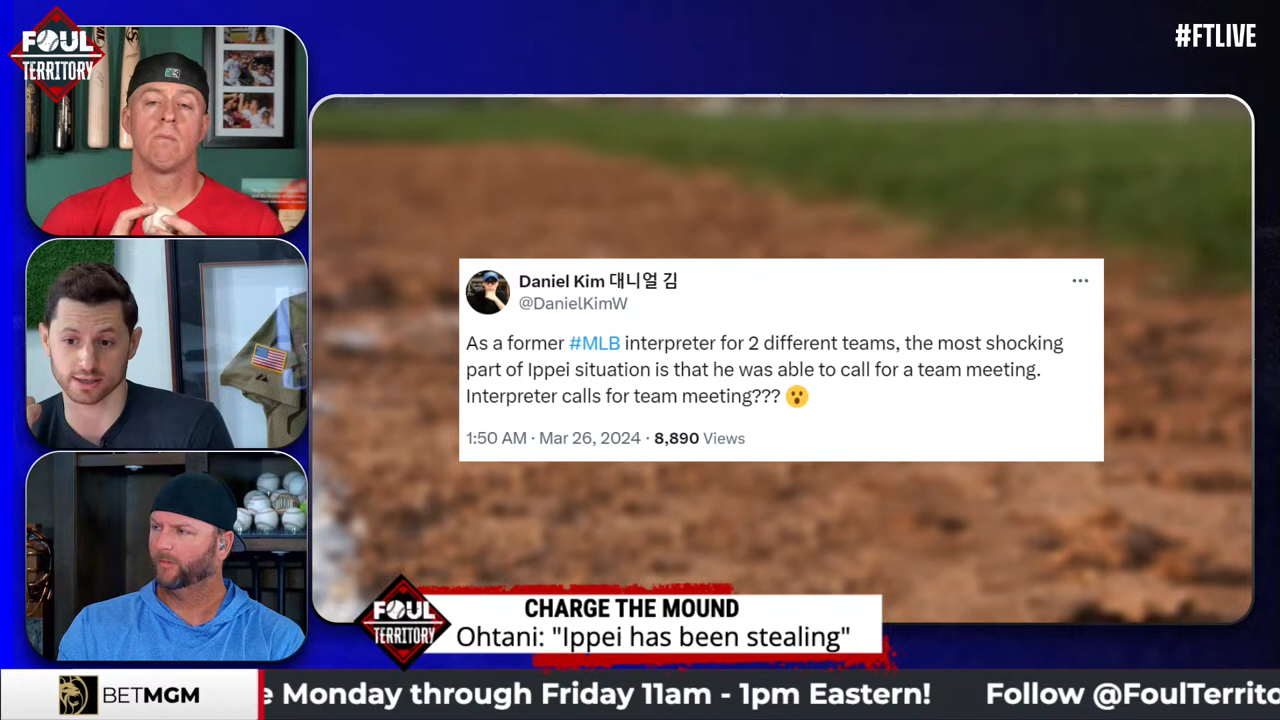 FOUL
TERRITORY
#FTLIVE
Daniel Kim 대니얼 김
@DanielKimW
As a former #MLB interpreter for 2 different teams, the most shocking
part of Ippei situation is that he was able to call for a team meeting.
Interpreter calls for team meeting??? 😮
1:50 AM · Mar 26, 2024 · 8,890 Views
FOUL
TERRITORY
CHARGE THE MOUND
Ohtani: "Ippei has been stealing"
BETMGM
e Monday through Friday 11am - 1pm Eastern! Follow @FoulTerrito